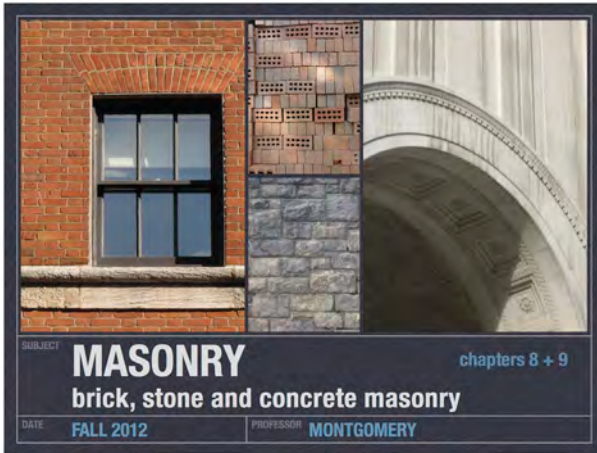 SUBJECT
MASONRY
chapters 8 + 9
brick, stone and concrete masonry
DATE
FALL 2012
PROFESSOR
MONTGOMERY